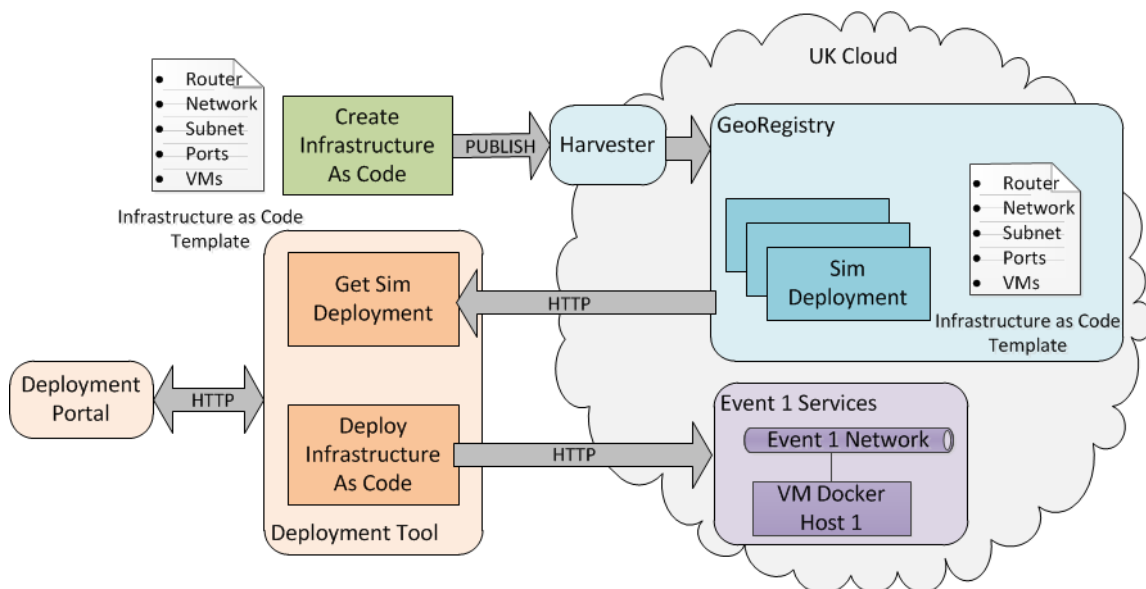 UK Cloud
• Router
• Network
• Subnet
• Ports
• VMs
Infrastructure as Code
Template
Create
Infrastructure
As Code
PUBLISH
Harvester
GeoRegistry
Sim
Deployment
• Router
• Network
• Subnet
• Ports
• VMs
Infrastructure as Code
Template
Get Sim
Deployment
HTTP
Deployment
Portal
HTTP
Deploy
Infrastructure
As Code
Deployment Tool
HTTP
Event 1 Services
Event 1 Network
VM Docker
Host 1